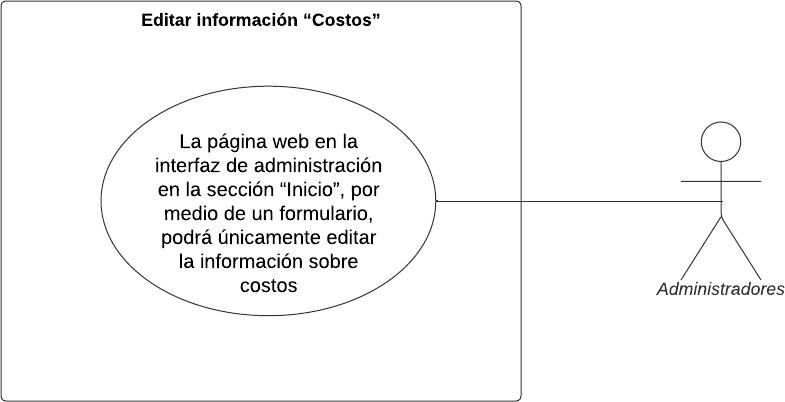 Editar información “Costos”
La página web en la
interfaz de administración
en la sección “Inicio”, por
medio de un formulario,
podrá únicamente editar
la información sobre
costos
Administradores